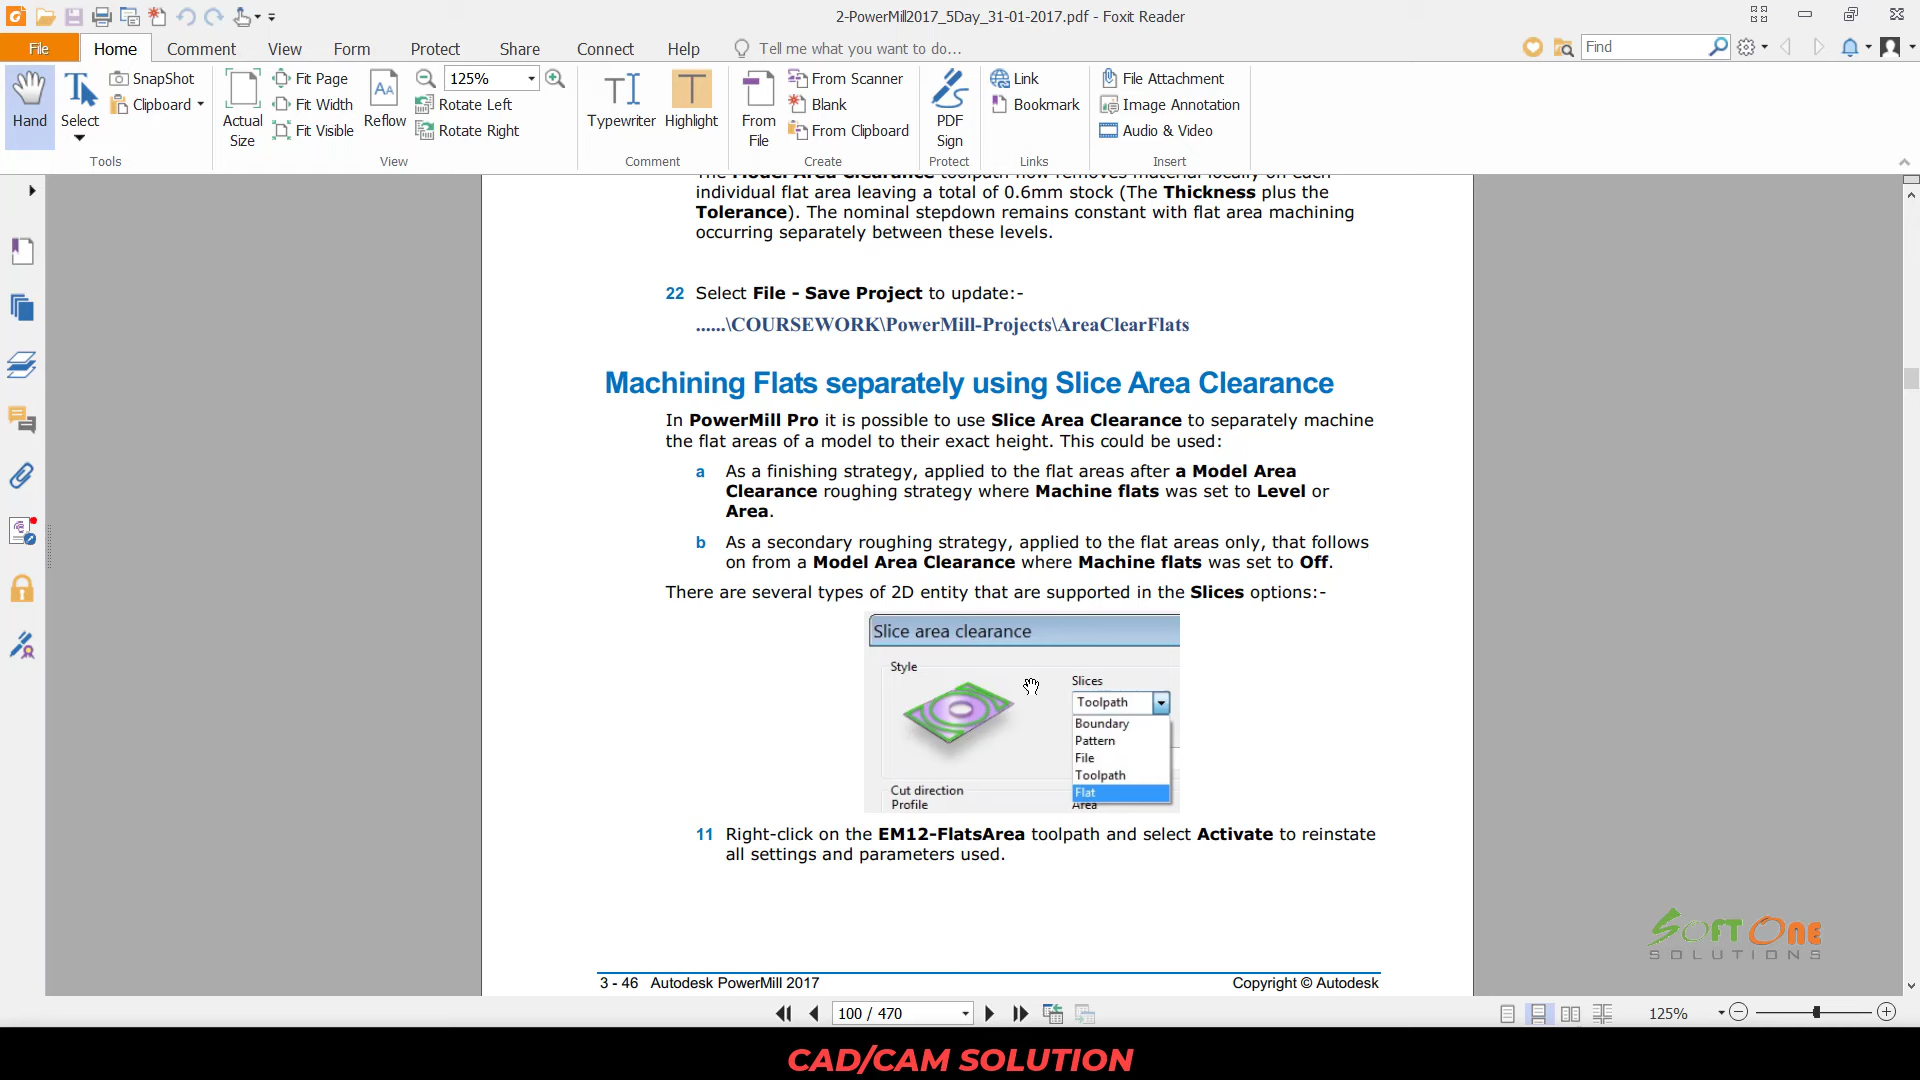 2-PowerMill2017_5Day_31-01-2017.pdf - Foxit Reader
File Home Comment View Form Protect Share Connect Help Tell me what you want to do... Find
Hand
Select
SnapShot
Clipboard
Tools
Actual Size
Fit Page
Fit Width
Fit Visible
Reflow
125%
Rotate Left
Rotate Right
View
Typewriter
Highlight
Comment
From File
From Scanner
Blank
From Clipboard
Create
PDF Sign
Protect
Link
Bookmark
Links
File Attachment
Image Annotation
Audio & Video
Insert
The Model Area Clearance toolpath now removes material locally on each
individual flat area leaving a total of 0.6mm stock (The Thickness plus the
Tolerance). The nominal stepdown remains constant with flat area machining
occurring separately between these levels.
22 Select File - Save Project to update:-
......\COURSEWORK\PowerMill-Projects\AreaClearFlats
Machining Flats separately using Slice Area Clearance
In PowerMill Pro it is possible to use Slice Area Clearance to separately machine
the flat areas of a model to their exact height. This could be used:
a As a finishing strategy, applied to the flat areas after a Model Area
Clearance roughing strategy where Machine flats was set to Level or
Area.
b As a secondary roughing strategy, applied to the flat areas only, that follows
on from a Model Area Clearance where Machine flats was set to Off.
There are several types of 2D entity that are supported in the Slices options:-
Slice area clearance
Style
Slices
Toolpath
Boundary
Pattern
File
Toolpath
Flat
Cut direction
Profile Area
11 Right-click on the EM12-FlatsArea toolpath and select Activate to reinstate
all settings and parameters used.
SOFT ONE
SOLUTIONS
3 - 46 Autodesk PowerMill 2017 Copyright © Autodesk
100 / 470 125%
CAD/CAM SOLUTION